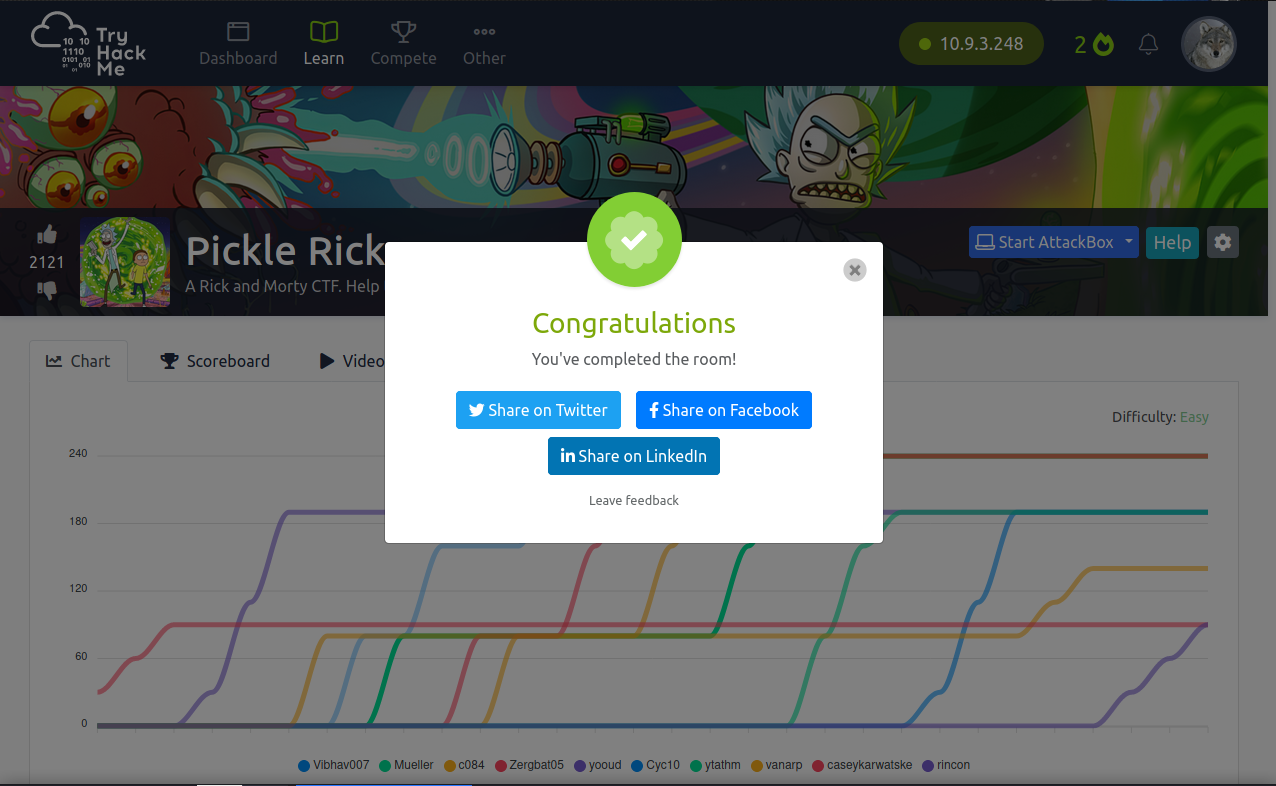 Try
Hack
Me
10 10
1110
0101 01
01 010
Dashboard
Learn
Compete
Other
10.9.3.248
2
2121
Pickle Rick
A Rick and Morty CTF. Help
Start AttackBox
Help
Congratulations
You've completed the room!
Share on Twitter
Share on Facebook
Share on LinkedIn
Leave feedback
Chart
Scoreboard
Video
Difficulty: Easy
240
180
120
60
0
Vibhav007 Mueller c084 Zergbat05 yooud Cyc10 ytathm vanarp caseykarwatske rincon